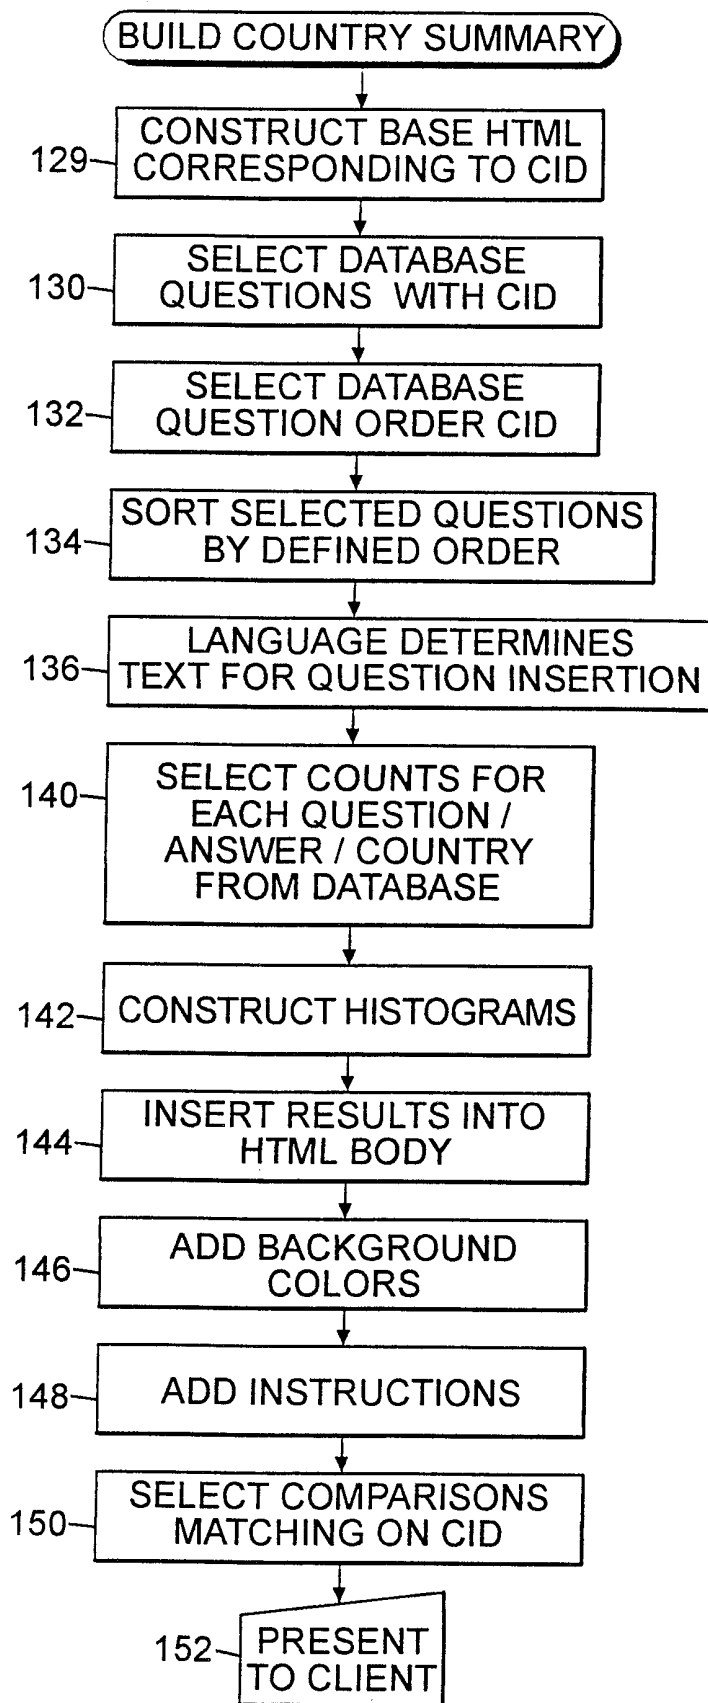 BUILD COUNTRY SUMMARY
129
CONSTRUCT BASE HTML
CORRESPONDING TO CID
130
SELECT DATABASE
QUESTIONS WITH CID
132
SELECT DATABASE
QUESTION ORDER CID
134
SORT SELECTED QUESTIONS
BY DEFINED ORDER
136
LANGUAGE DETERMINES
TEXT FOR QUESTION INSERTION
140
SELECT COUNTS FOR
EACH QUESTION /
ANSWER / COUNTRY
FROM DATABASE
142
CONSTRUCT HISTOGRAMS
144
INSERT RESULTS INTO
HTML BODY
146
ADD BACKGROUND
COLORS
148
ADD INSTRUCTIONS
150
SELECT COMPARISONS
MATCHING ON CID
152
PRESENT
TO CLIENT